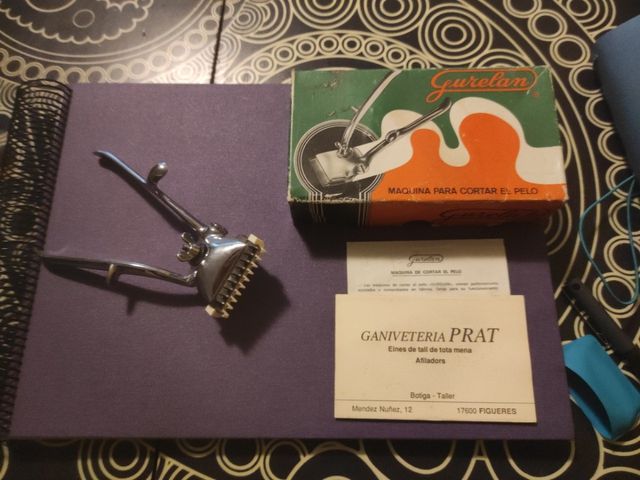 Gurelan
MAQUINA PARA CORTAR EL PELO
Gurelan
Gurelan
MAQUINA DE CORTAR EL PELO
GANIVETERIA PRAT
Eines de tall de tota mena
Afiladors
Botiga - Taller
Mendez Nuñez, 12 17600 FIGUERES